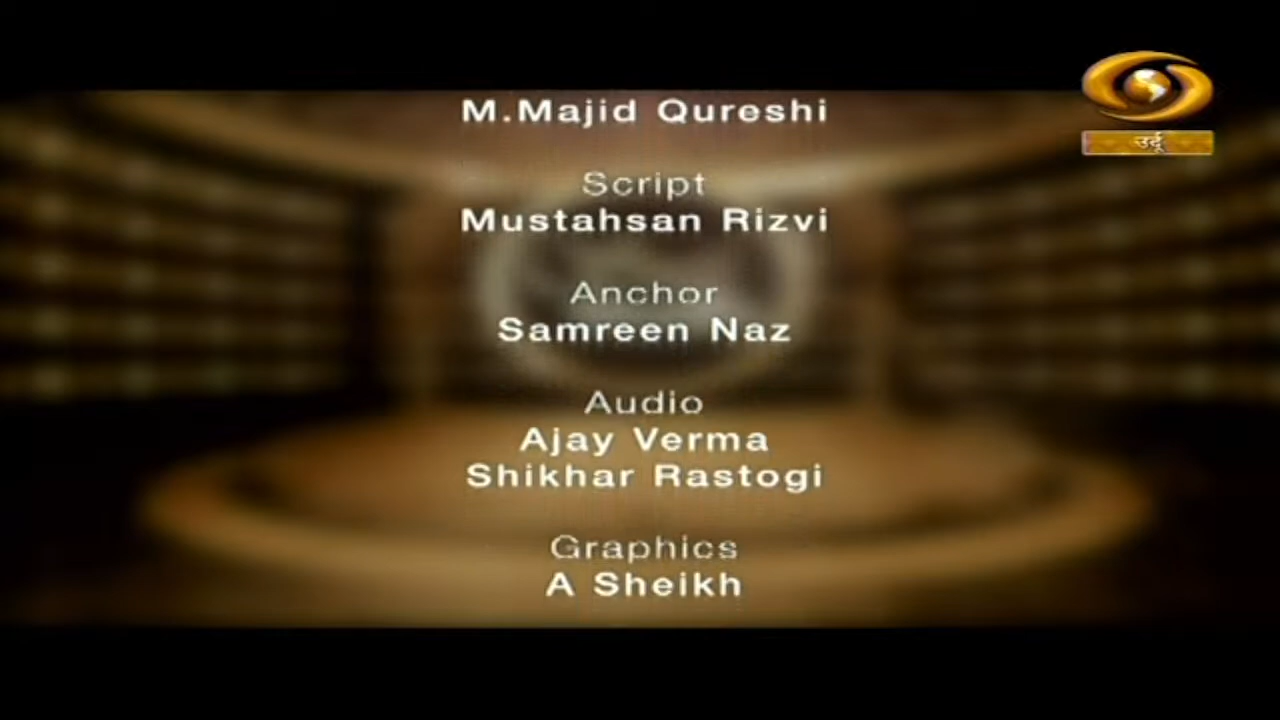 M.Majid Qureshi
Script
Mustahsan Rizvi
Anchor
Samreen Naz
Audio
Ajay Verma
Shikhar Rastogi
Graphics
A Sheikh
उर्दू